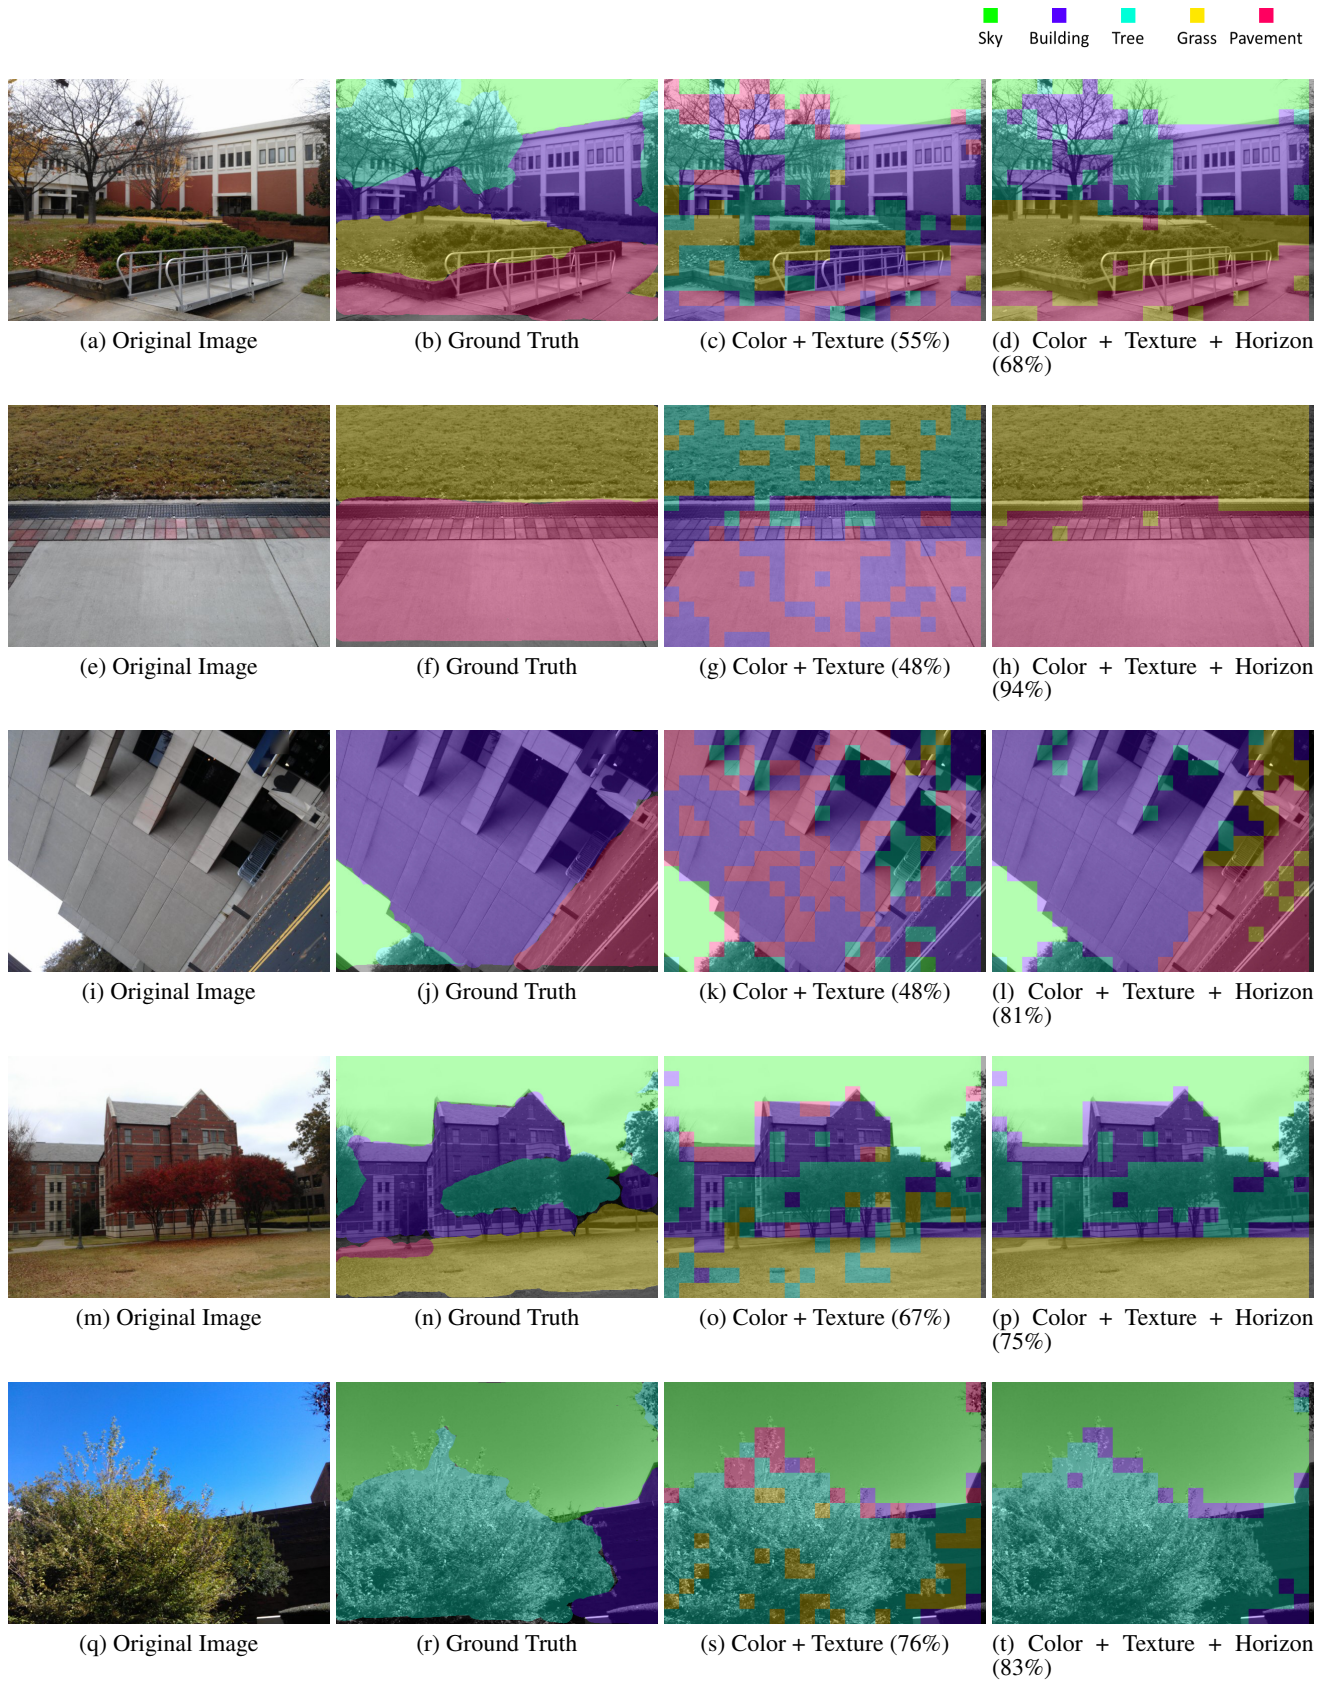 Sky Building Tree Grass Pavement
(a) Original Image
(b) Ground Truth
(c) Color + Texture (55%)
(d) Color + Texture + Horizon
(68%)
(e) Original Image
(f) Ground Truth
(g) Color + Texture (48%)
(h) Color + Texture + Horizon
(94%)
(i) Original Image
(j) Ground Truth
(k) Color + Texture (48%)
(l) Color + Texture + Horizon
(81%)
(m) Original Image
(n) Ground Truth
(o) Color + Texture (67%)
(p) Color + Texture + Horizon
(75%)
(q) Original Image
(r) Ground Truth
(s) Color + Texture (76%)
(t) Color + Texture + Horizon
(83%)